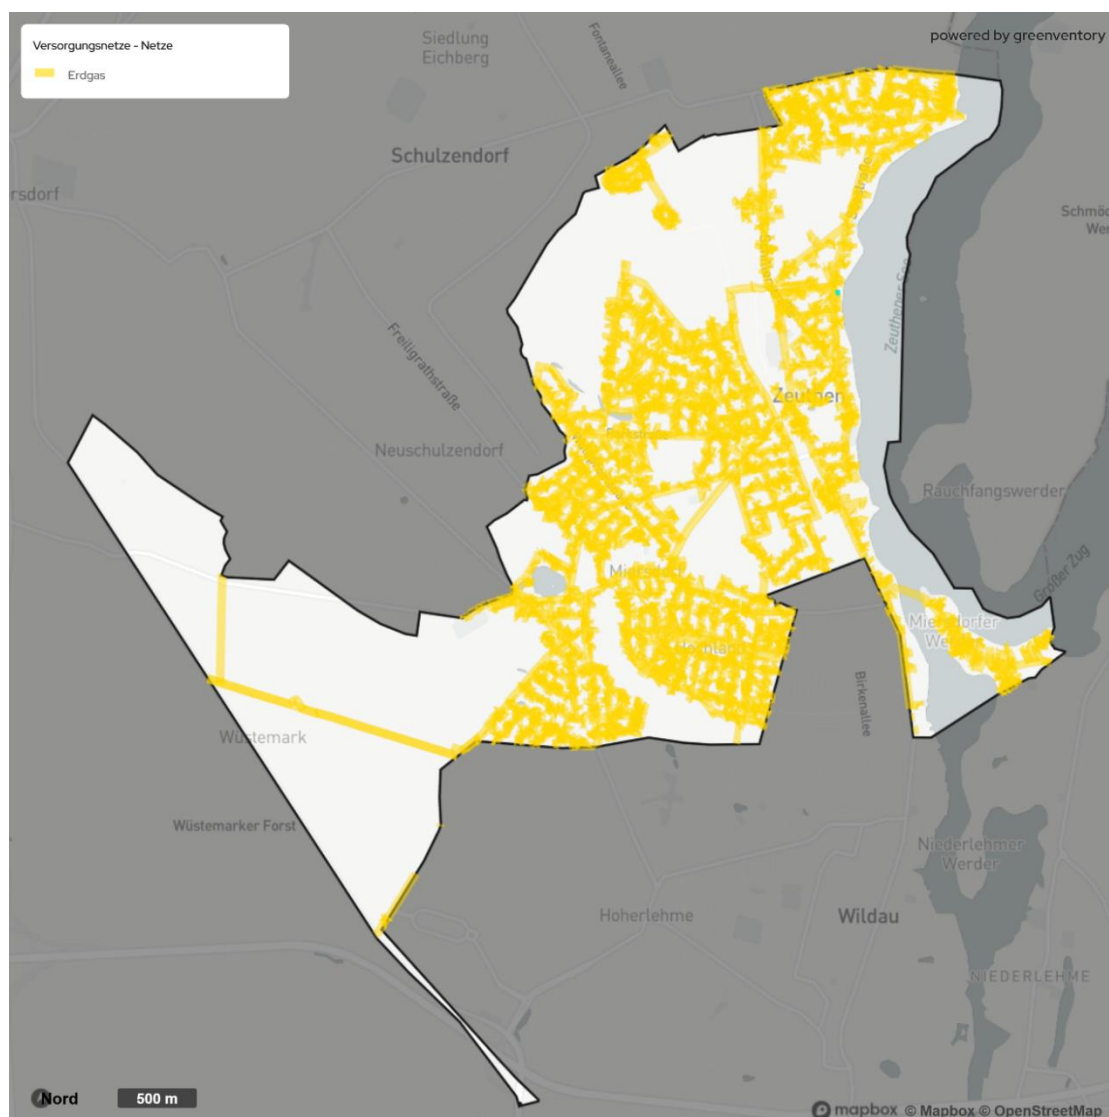 Versorgungsnetze - Netze
Erdgas
powered by greenventory
Siedlung
Eichberg
Fontaneallee
Schulzendorf
Zeuthener See
Freiligrathstraße
Zeuthen
Neuschulzendorf
Rauchfangswerder
Großer Zug
Birkenallee
Wüstemark
Wüstemarker Forst
Niederlehmer
Werder
Hoherlehme
Wildau
NIEDERLEHME
Nord
500 m
mapbox © Mapbox © OpenStreetMap